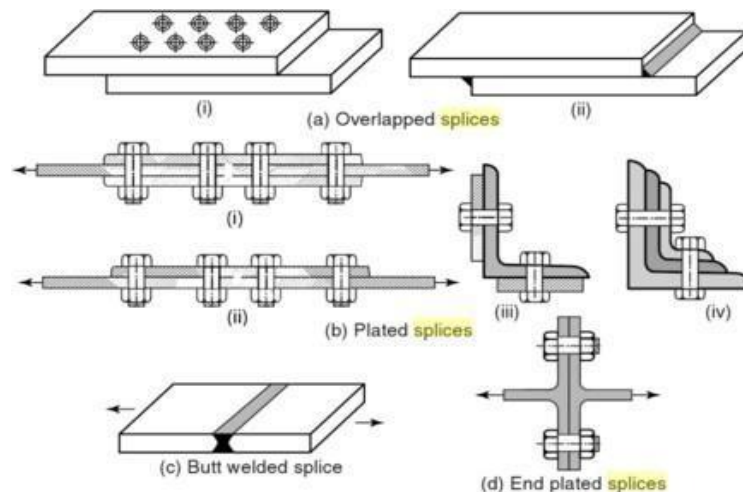 (i)
(ii)
(a) Overlapped splices
(i)
(ii)
(b) Plated splices
(iii)
(iv)
(c) Butt welded splice
(d) End plated splices